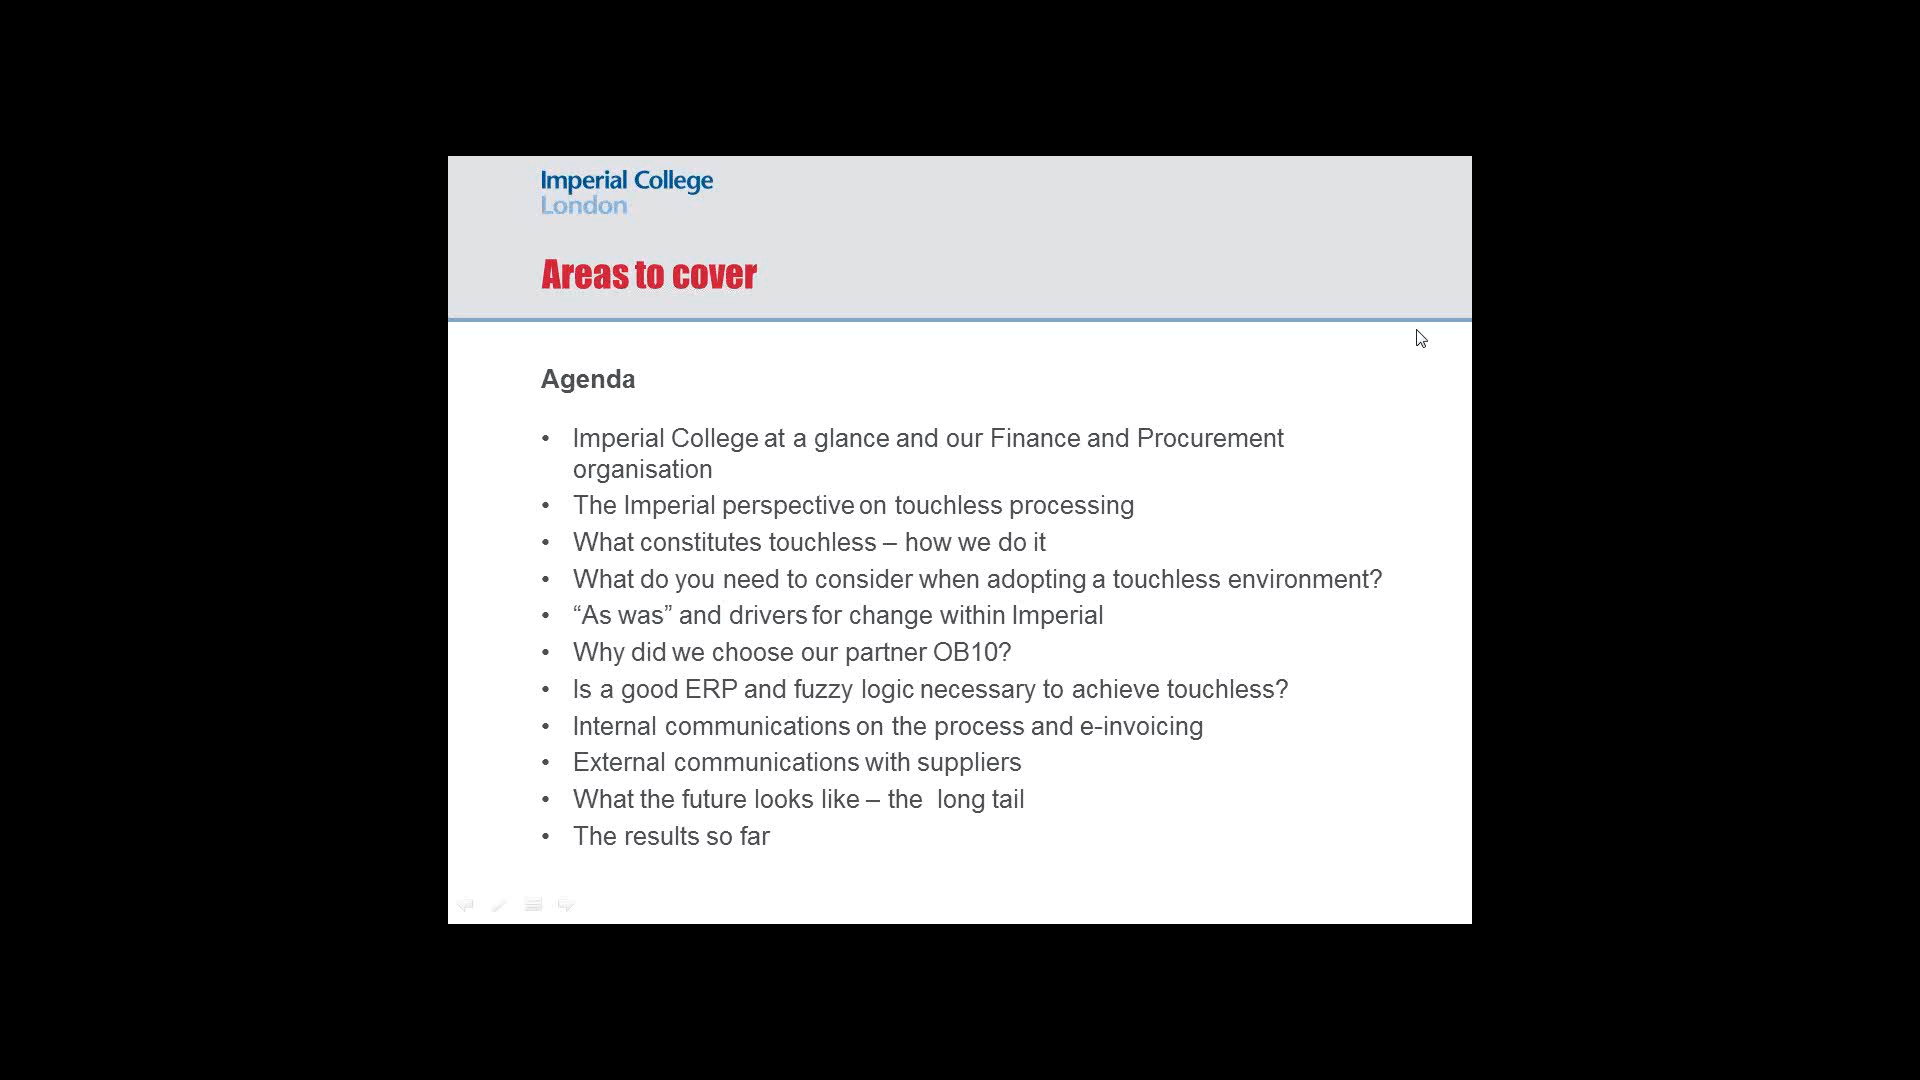 Imperial College
London
Areas to cover
Agenda
• Imperial College at a glance and our Finance and Procurement
organisation
• The Imperial perspective on touchless processing
• What constitutes touchless – how we do it
• What do you need to consider when adopting a touchless environment?
• “As was” and drivers for change within Imperial
• Why did we choose our partner OB10?
• Is a good ERP and fuzzy logic necessary to achieve touchless?
• Internal communications on the process and e-invoicing
• External communications with suppliers
• What the future looks like – the  long tail
• The results so far